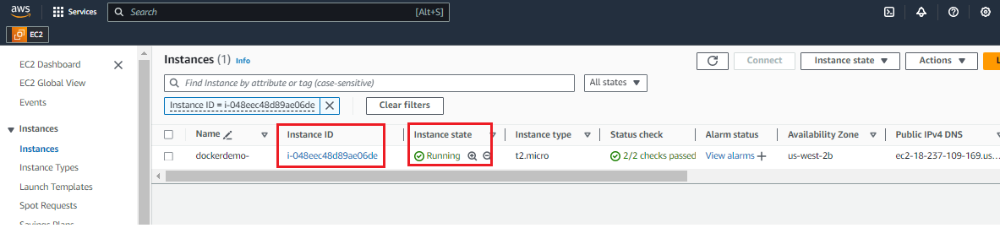 aws Services Search [Alt+S]
EC2
EC2 Dashboard
EC2 Global View
Events
Instances
Instances
Instance Types
Launch Templates
Spot Requests
Savings Plans
Instances (1) Info
Connect Instance state Actions
Find Instance by attribute or tag (case-sensitive) All states
Instance ID = i-048eec48d89ae06de Clear filters
Name Instance ID Instance state Instance type Status check Alarm status Availability Zone Public IPv4 DNS
dockerdemo- i-048eec48d89ae06de Running t2.micro 2/2 checks passed View alarms us-west-2b ec2-18-237-109-169.us...